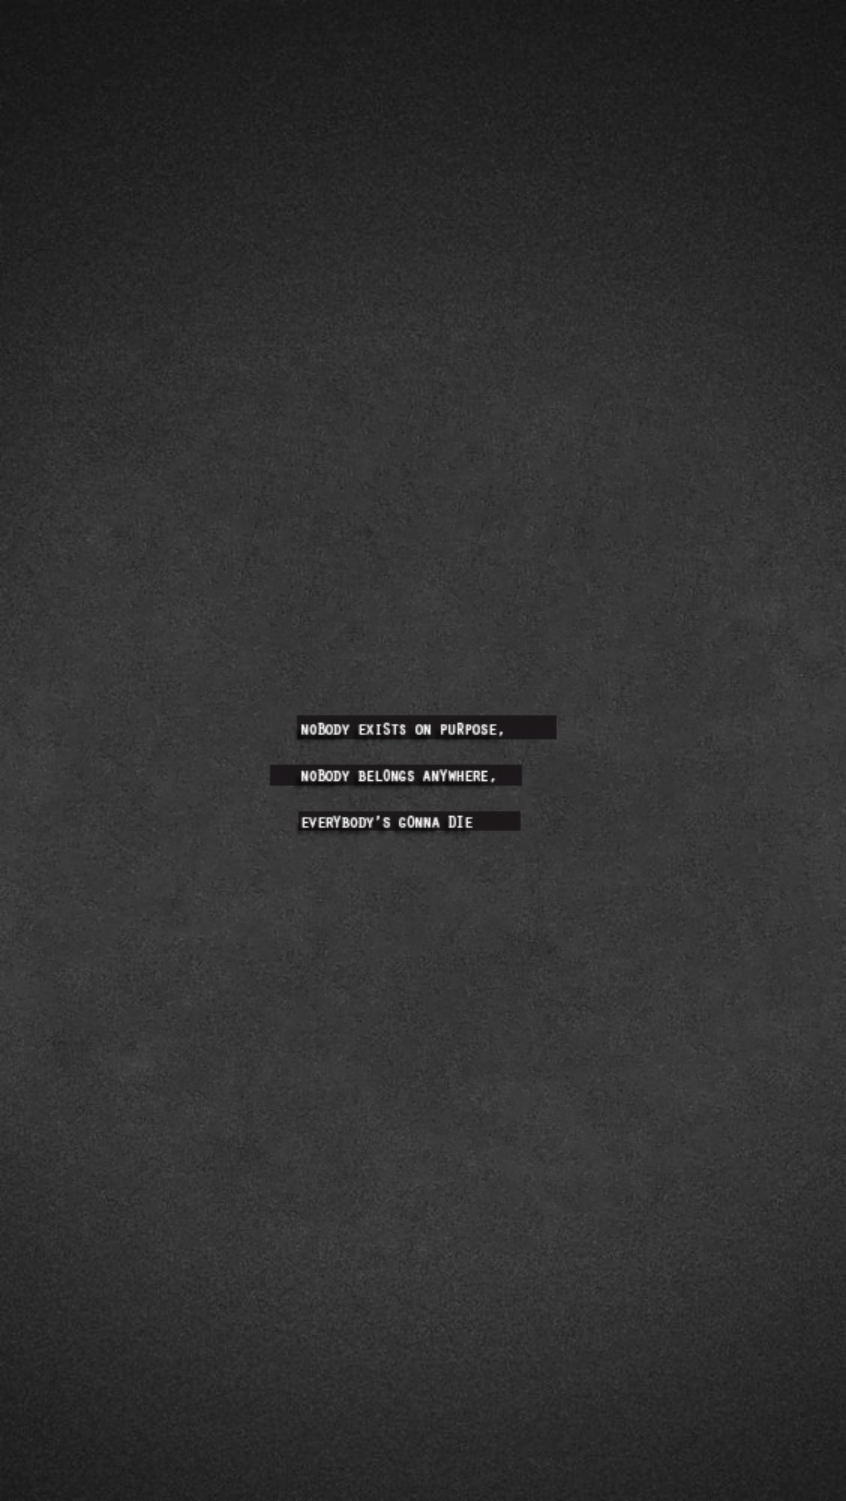 NOBODY EXISTS ON PURPOSE,
NOBODY BELONGS ANYWHERE,
EVERYBODY'S GONNA DIE